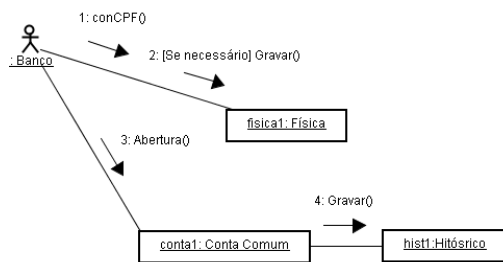 1: conCPF()
2: [Se necessário] Gravar()
: Banco
fisica1: Física
3: Abertura()
4: Gravar()
conta1: Conta Comum
hist1:Hitósrico